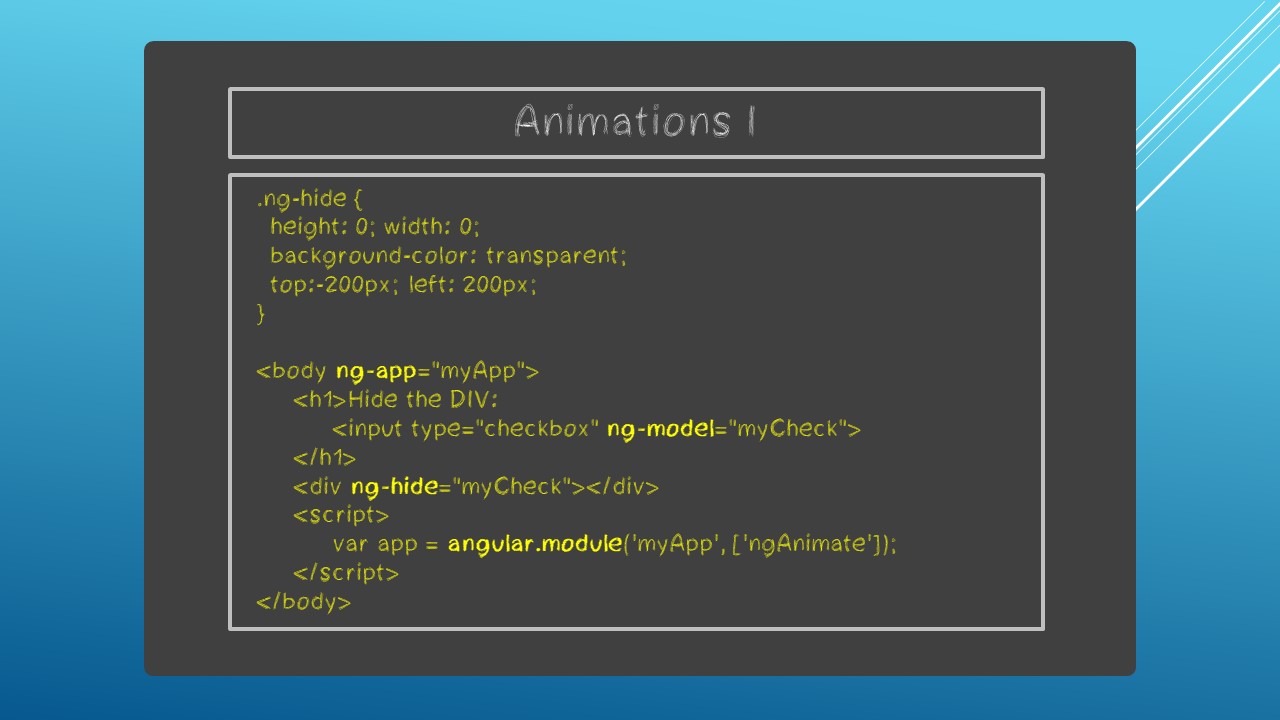 Animations I
.ng-hide {
  height: 0; width: 0;
  background-color: transparent;
  top:-200px; left: 200px;
}
<body ng-app="myApp">
<h1>Hide the DIV:
<input type="checkbox" ng-model="myCheck">
</h1>
<div ng-hide="myCheck"></div>
<script>
var app = angular.module('myApp', ['ngAnimate']);
</script>
</body>